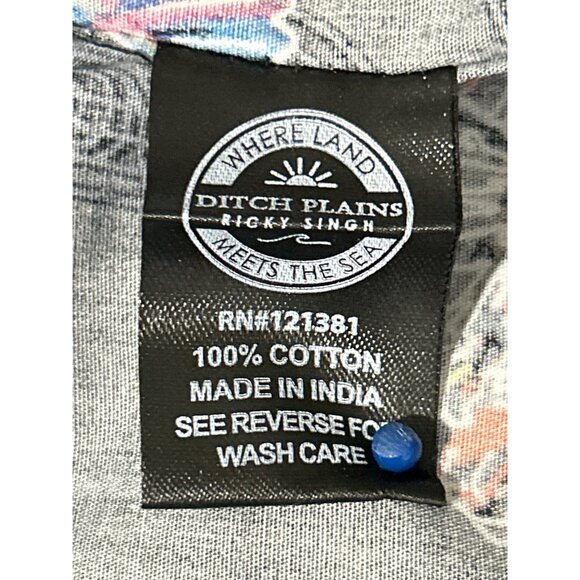 WHERE LAND
DITCH PLAINS
RICKY SINGH
MEETS THE SEA
RN#121381
100% COTTON
MADE IN INDIA
SEE REVERSE FO
WASH CARE